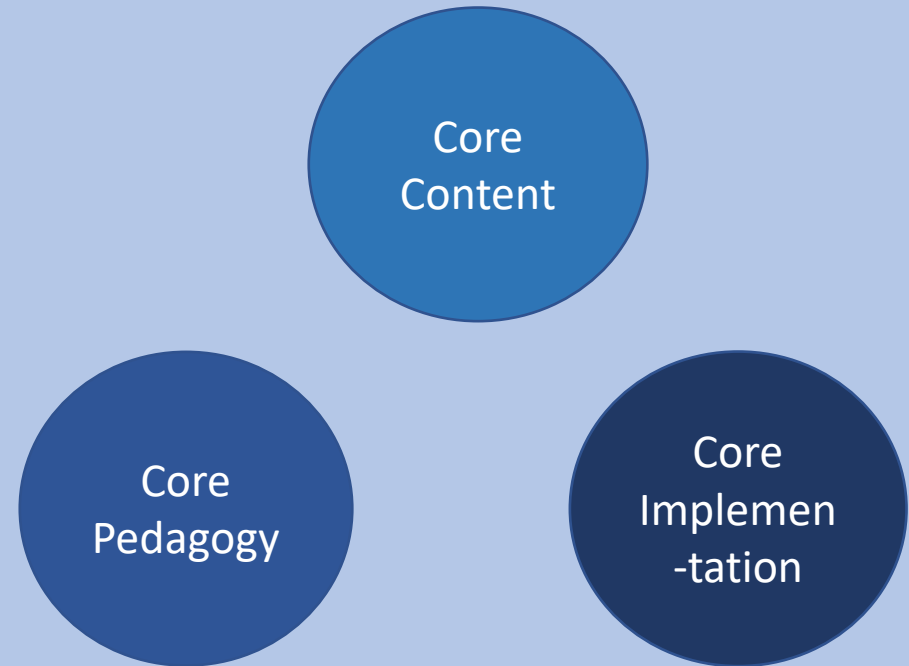 Core
Content
Core
Pedagogy
Core
Implemen
-tation